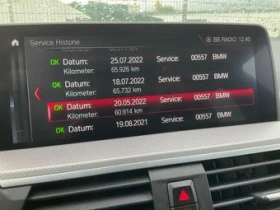 Service Historie
BB RADIO 12:45
OK Datum: 25.07.2022 Service: 00557 BMW
Kilometer: 65.926 km
OK Datum: 18.07.2022 Service: 00557 BMW
Kilometer: 65.732 km
OK Datum: 20.05.2022 Service: 00557 BMW
Kilometer: 60.914 km
OK Datum: 19.08.2021 Service: 00557 BMW